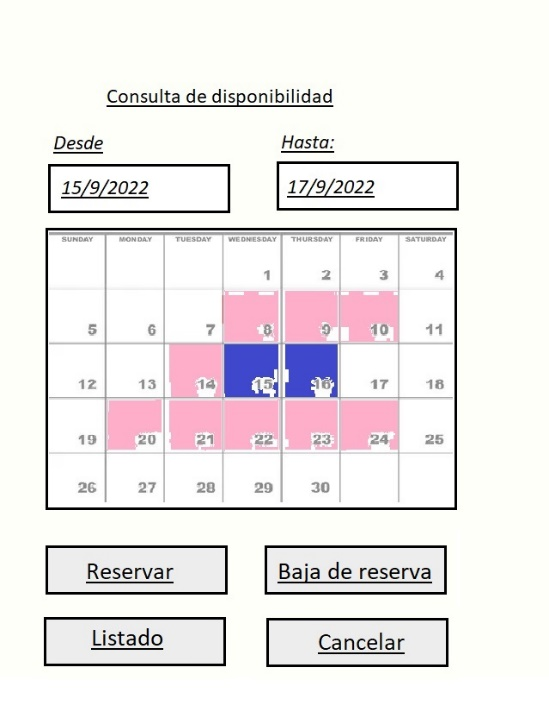 Consulta de disponibilidad
Desde Hasta:
15/9/2022 17/9/2022
SUNDAY MONDAY TUESDAY WEDNESDAY THURSDAY FRIDAY SATURDAY
1 2 3 4
5 6 7 8 9 10 11
12 13 14 15 16 17 18
19 20 21 22 23 24 25
26 27 28 29 30
Reservar Baja de reserva
Listado Cancelar